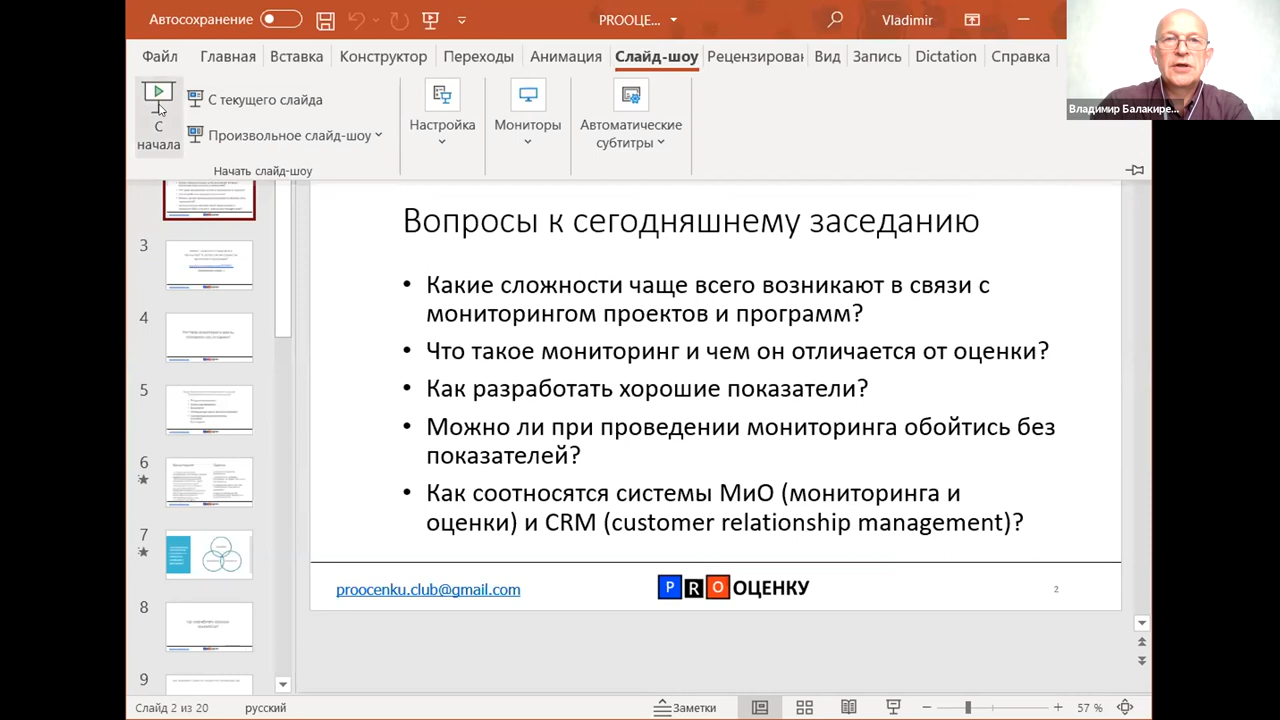 Автосохранение
PROОЦЕ...
Vladimir
Файл Главная Вставка Конструктор Переходы Анимация Слайд-шоу Рецензирован Вид Запись Dictation Справка
С начала
С текущего слайда
Произвольное слайд-шоу
Начать слайд-шоу
Настройка
Мониторы
Автоматические субтитры
Владимир Балакире...
3
4
5
6
7
8
9
Вопросы к сегодняшнему заседанию
• Какие сложности чаще всего возникают в связи с
мониторингом проектов и программ?
• Что такое мониторинг и чем он отличается от оценки?
• Как разработать хорошие показатели?
• Можно ли при проведении мониторинга обойтись без
показателей?
• Как соотносятся системы МиО (мониторинга и
оценки) и CRM (customer relationship management)?
proocenku.club@gmail.com
PRO ОЦЕНКУ
2
Слайд 2 из 20
русский
Заметки
57 %